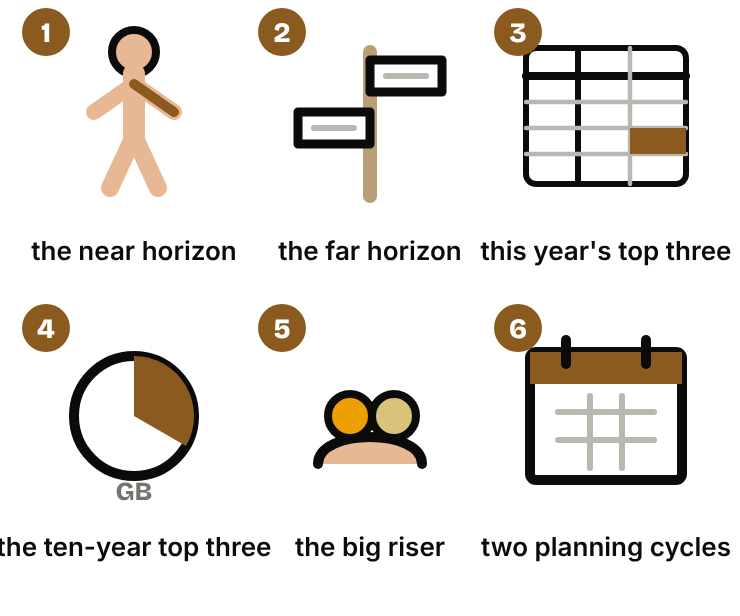 1
2
3
the near horizon
the far horizon
this year's top three
4
5
6
GB
the ten-year top three
the big riser
two planning cycles